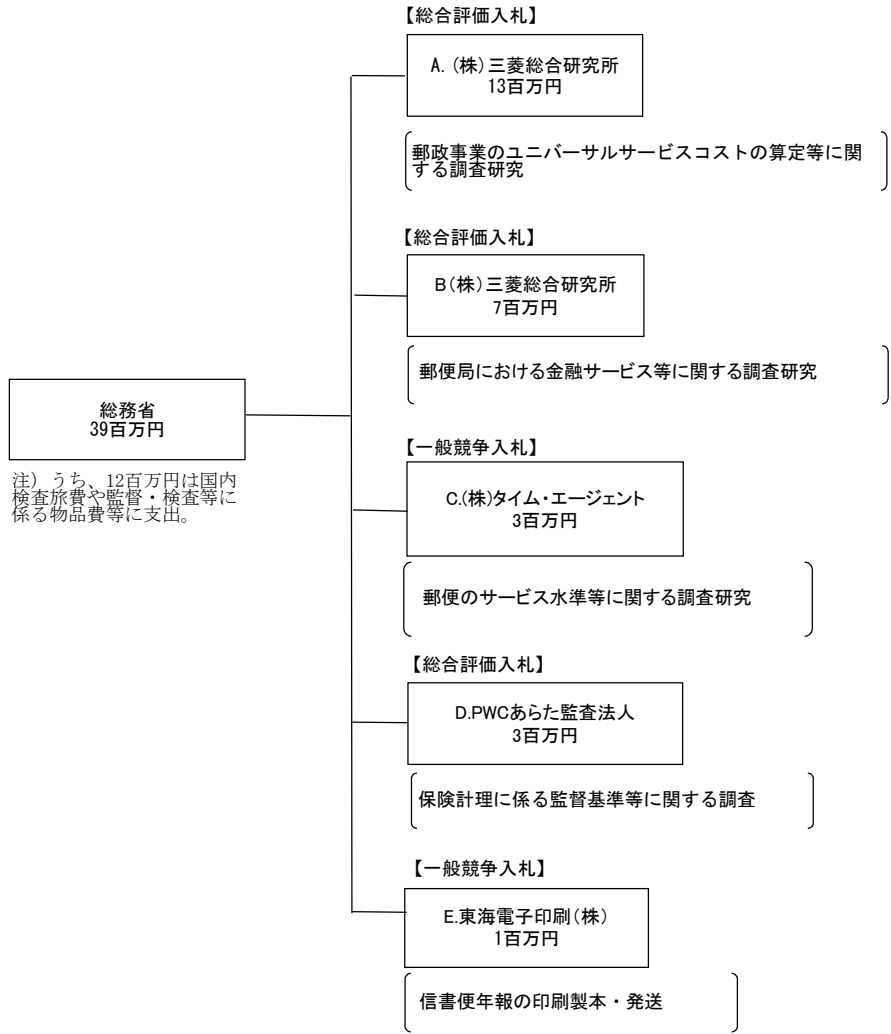 【総合評価入札】
A. (株)三菱総合研究所
13百万円
郵政事業のユニバーサルサービスコストの算定等に関
する調査研究
【総合評価入札】
B(株)三菱総合研究所
7百万円
郵便局における金融サービス等に関する調査研究
総務省
39百万円
注）うち、12百万円は国内
検査旅費や監督・検査等に
係る物品費等に支出。
【一般競争入札】
C.(株)タイム・エージェント
3百万円
郵便のサービス水準等に関する調査研究
【総合評価入札】
D.PWCあらた監査法人
3百万円
保険計理に係る監督基準等に関する調査
【一般競争入札】
E.東海電子印刷(株)
1百万円
信書便年報の印刷製本・発送